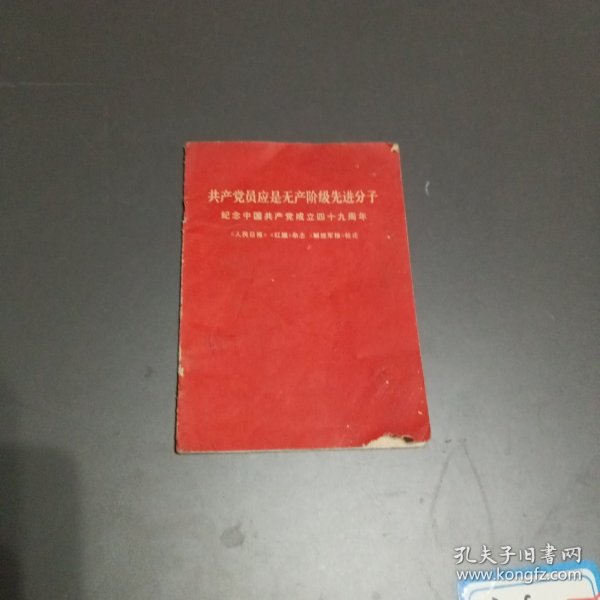 共产党员应是无产阶级先进分子
纪念中国共产党成立四十九周年
《人民日报》 《红旗》杂志 《解放军报》社论
孔夫子旧书网
www.kongfz.com